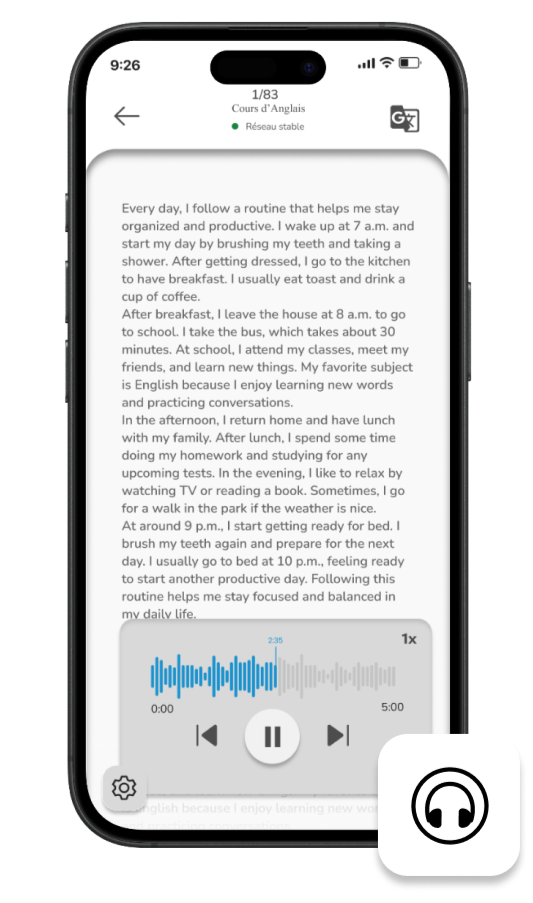 9:26
1/83
Cours d'Anglais
Réseau stable
G
Every day, I follow a routine that helps me stay
organized and productive. I wake up at 7 a.m. and
start my day by brushing my teeth and taking a
shower. After getting dressed, I go to the kitchen
to have breakfast. I usually eat toast and drink a
cup of coffee.
After breakfast, I leave the house at 8 a.m. to go
to school. I take the bus, which takes about 30
minutes. At school, I attend my classes, meet my
friends, and learn new things. My favorite subject
is English because I enjoy learning new words
and practicing conversations.
In the afternoon, I return home and have lunch
with my family. After lunch, I spend some time
doing my homework and studying for any
upcoming tests. In the evening, I like to relax by
watching TV or reading a book. Sometimes, I go
for a walk in the park if the weather is nice.
At around 9 p.m., I start getting ready for bed. I
brush my teeth again and prepare for the next
day. I usually go to bed at 10 p.m., feeling ready
to start another productive day. Following this
routine helps me stay focused and balanced in
my daily life.
2:35
1x
0:00
5:00
English because I enjoy learning new